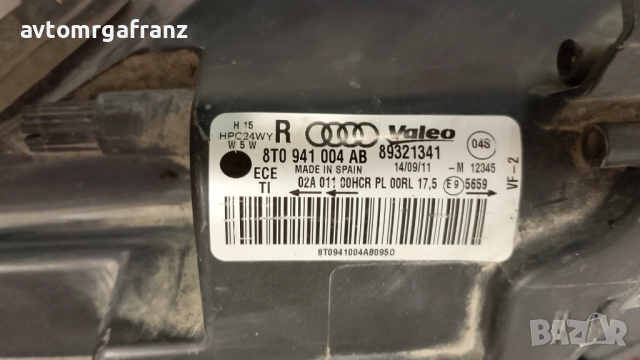 avtomrgafranz
H 15
HPC24WY
W 5 W
R Valeo 04S
8T0 941 004 AB 89321341
ECE MADE IN SPAIN 14/09/11 -M 12345
TI 02A 011 00HCR PL 00RL 17,5 E9 5659
VF-2
8T0941004AB095O
BAZAR